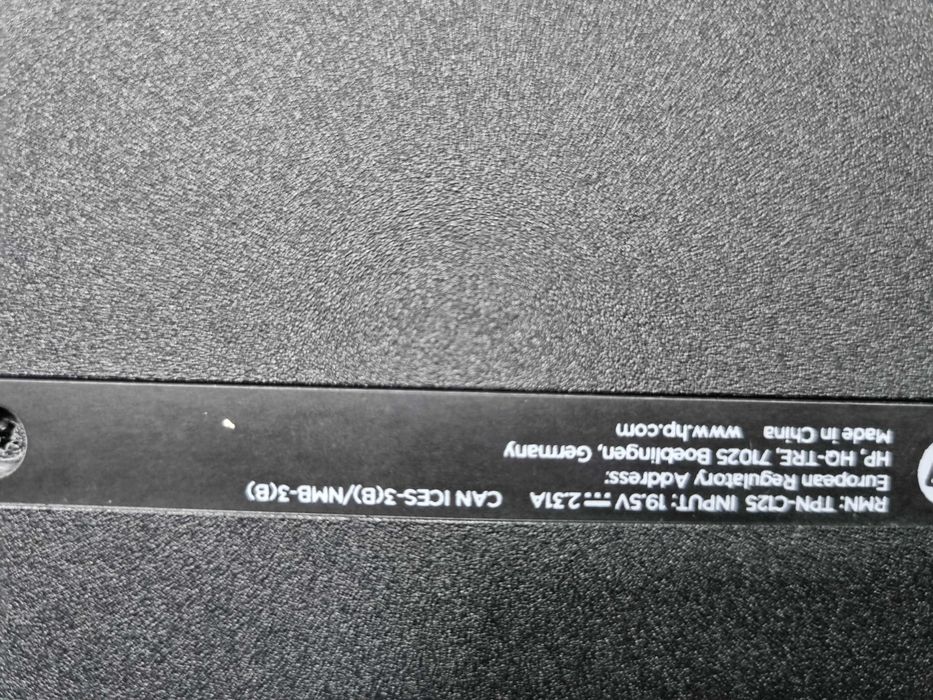 RMN: TPN-C125 INPUT: 19.5V ⎓ 2.31A CAN ICES-3(B)/NMB-3(B)
European Regulatory Address:
HP, HQ-TRE, 71025 Boeblingen, Germany
Made in China www.hp.com